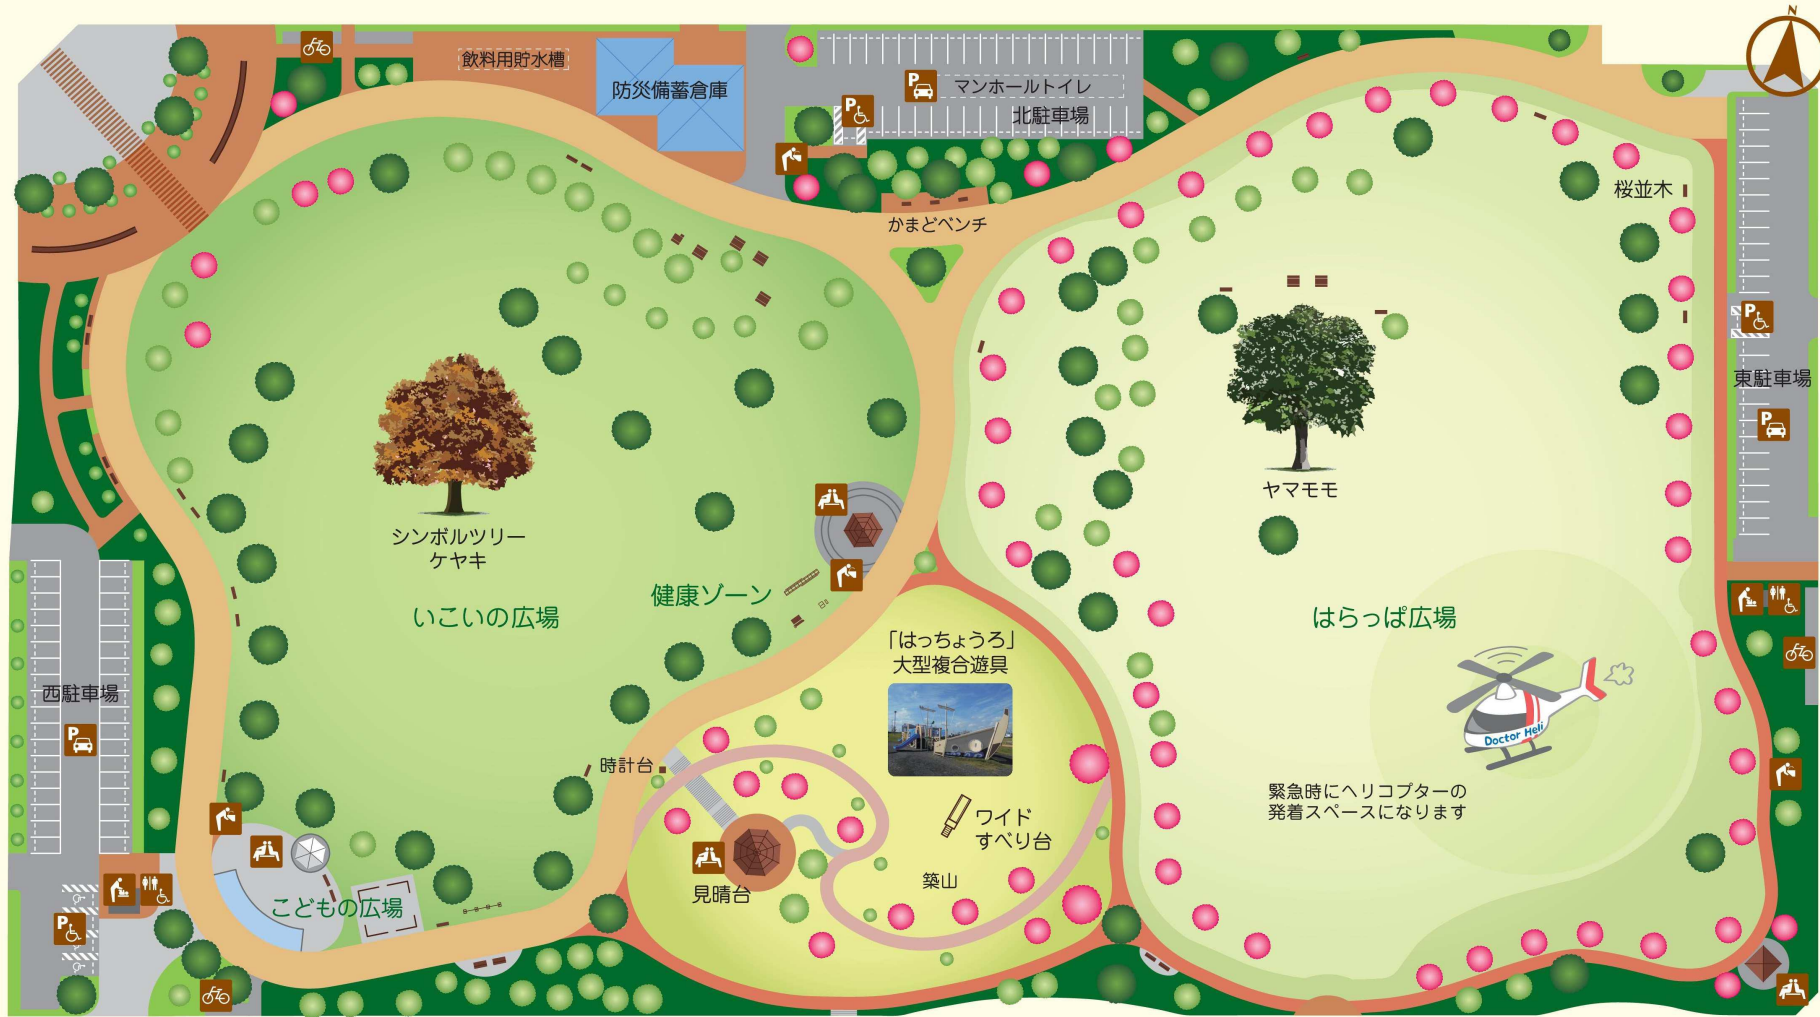 N
飲料用貯水槽
防災備蓄倉庫
P
マンホールトイレ
P
北駐車場
桜並木
かまどベンチ
P
東駐車場
P
ヤマモモ
シンボルツリー
ケヤキ
健康ゾーン
いこいの広場
はらっぱ広場
「はっちょうろ」
大型複合遊具
西駐車場
P
Doctor Heli
時計台
緊急時にヘリコプターの
発着スペースになります
ワイド
すべり台
築山
見晴台
こどもの広場
P